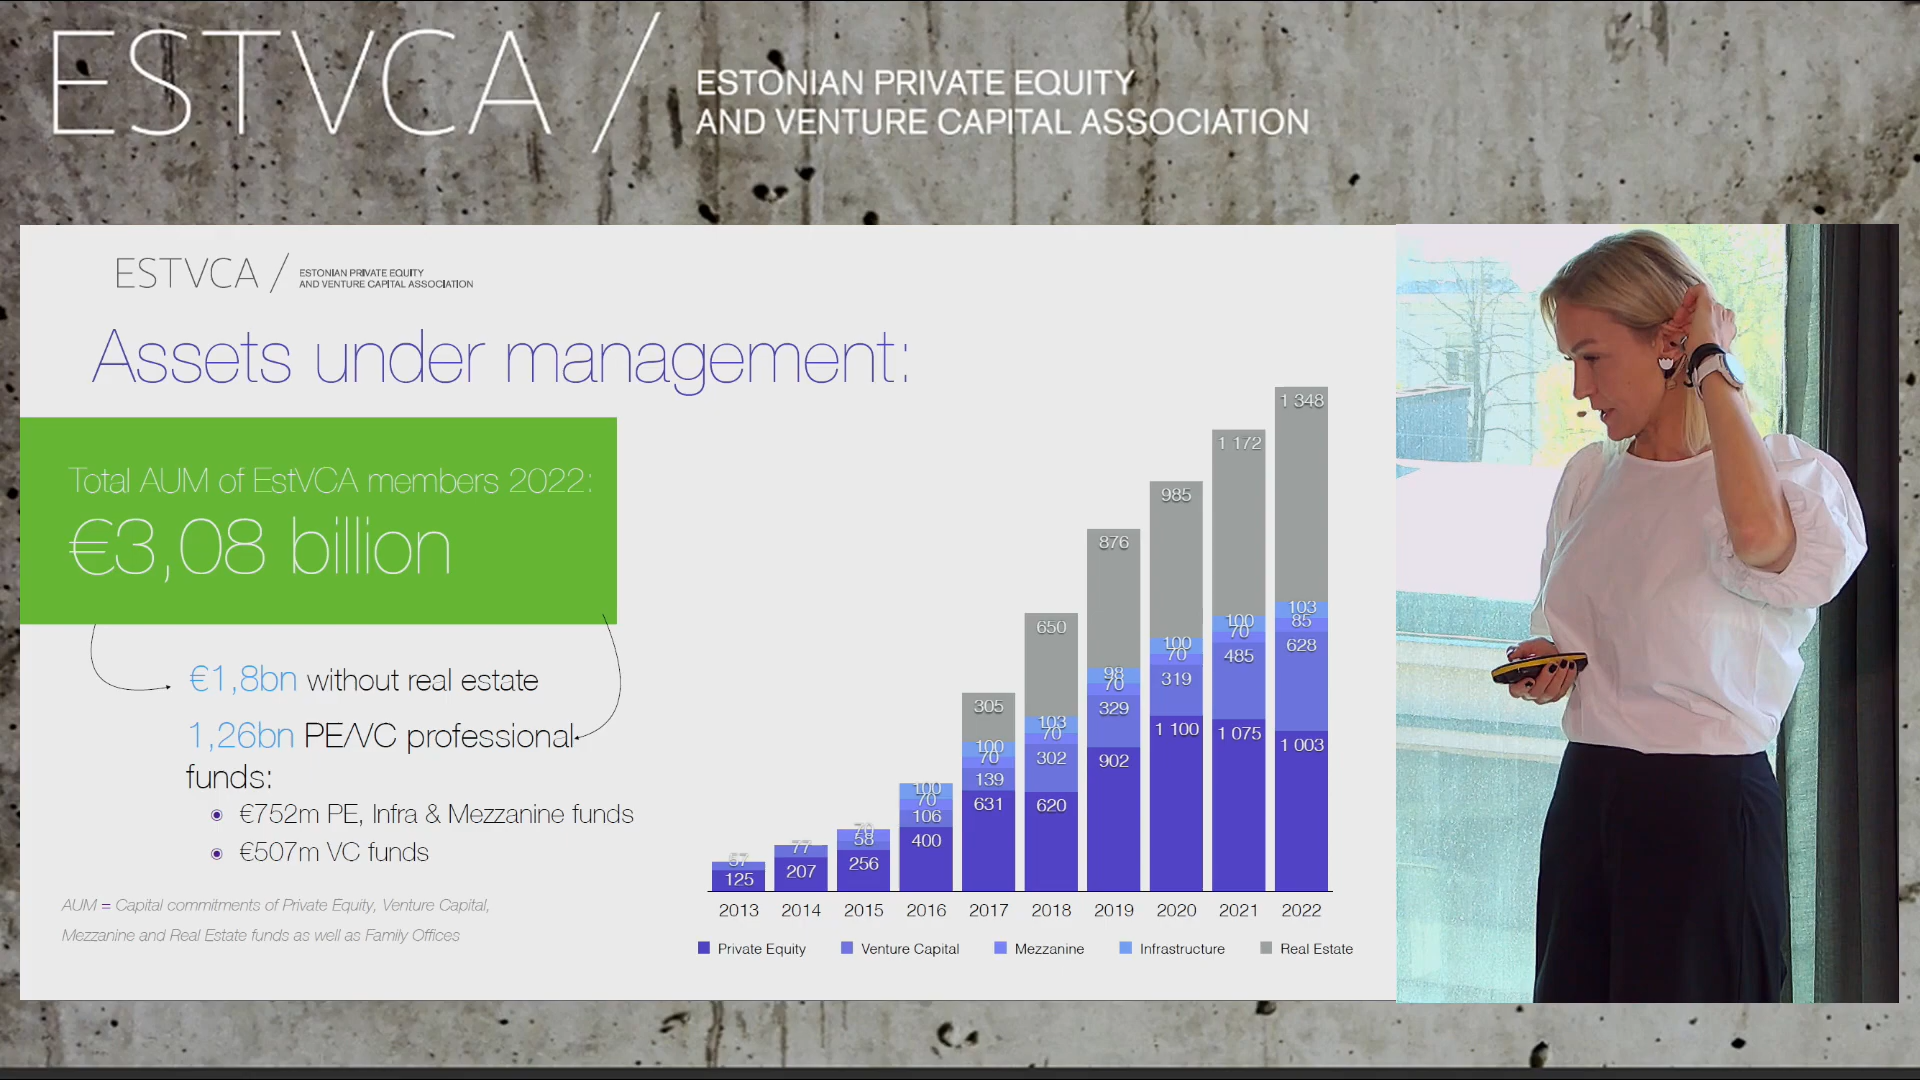 ESTVCA /
ESTONIAN PRIVATE EQUITY
AND VENTURE CAPITAL ASSOCIATION
ESTVCA /
ESTONIAN PRIVATE EQUITY
AND VENTURE CAPITAL ASSOCIATION
Assets under management:
Total AUM of EstVCA members 2022:
€3,08 billion
€1,8bn without real estate
1,26bn PE/VC professional
funds:
€752m PE, Infra & Mezzanine funds
€507m VC funds
AUM = Capital commitments of Private Equity, Venture Capital,
Mezzanine and Real Estate funds as well as Family Offices
125
77
207
58
256
100
70
106
400
305
100
70
139
631
650
103
70
302
620
876
98
70
329
902
985
100
70
319
1 100
1 172
100
70
485
1 075
1 348
103
85
628
1 003
2013 2014 2015 2016 2017 2018 2019 2020 2021 2022
Private Equity Venture Capital Mezzanine Infrastructure Real Estate